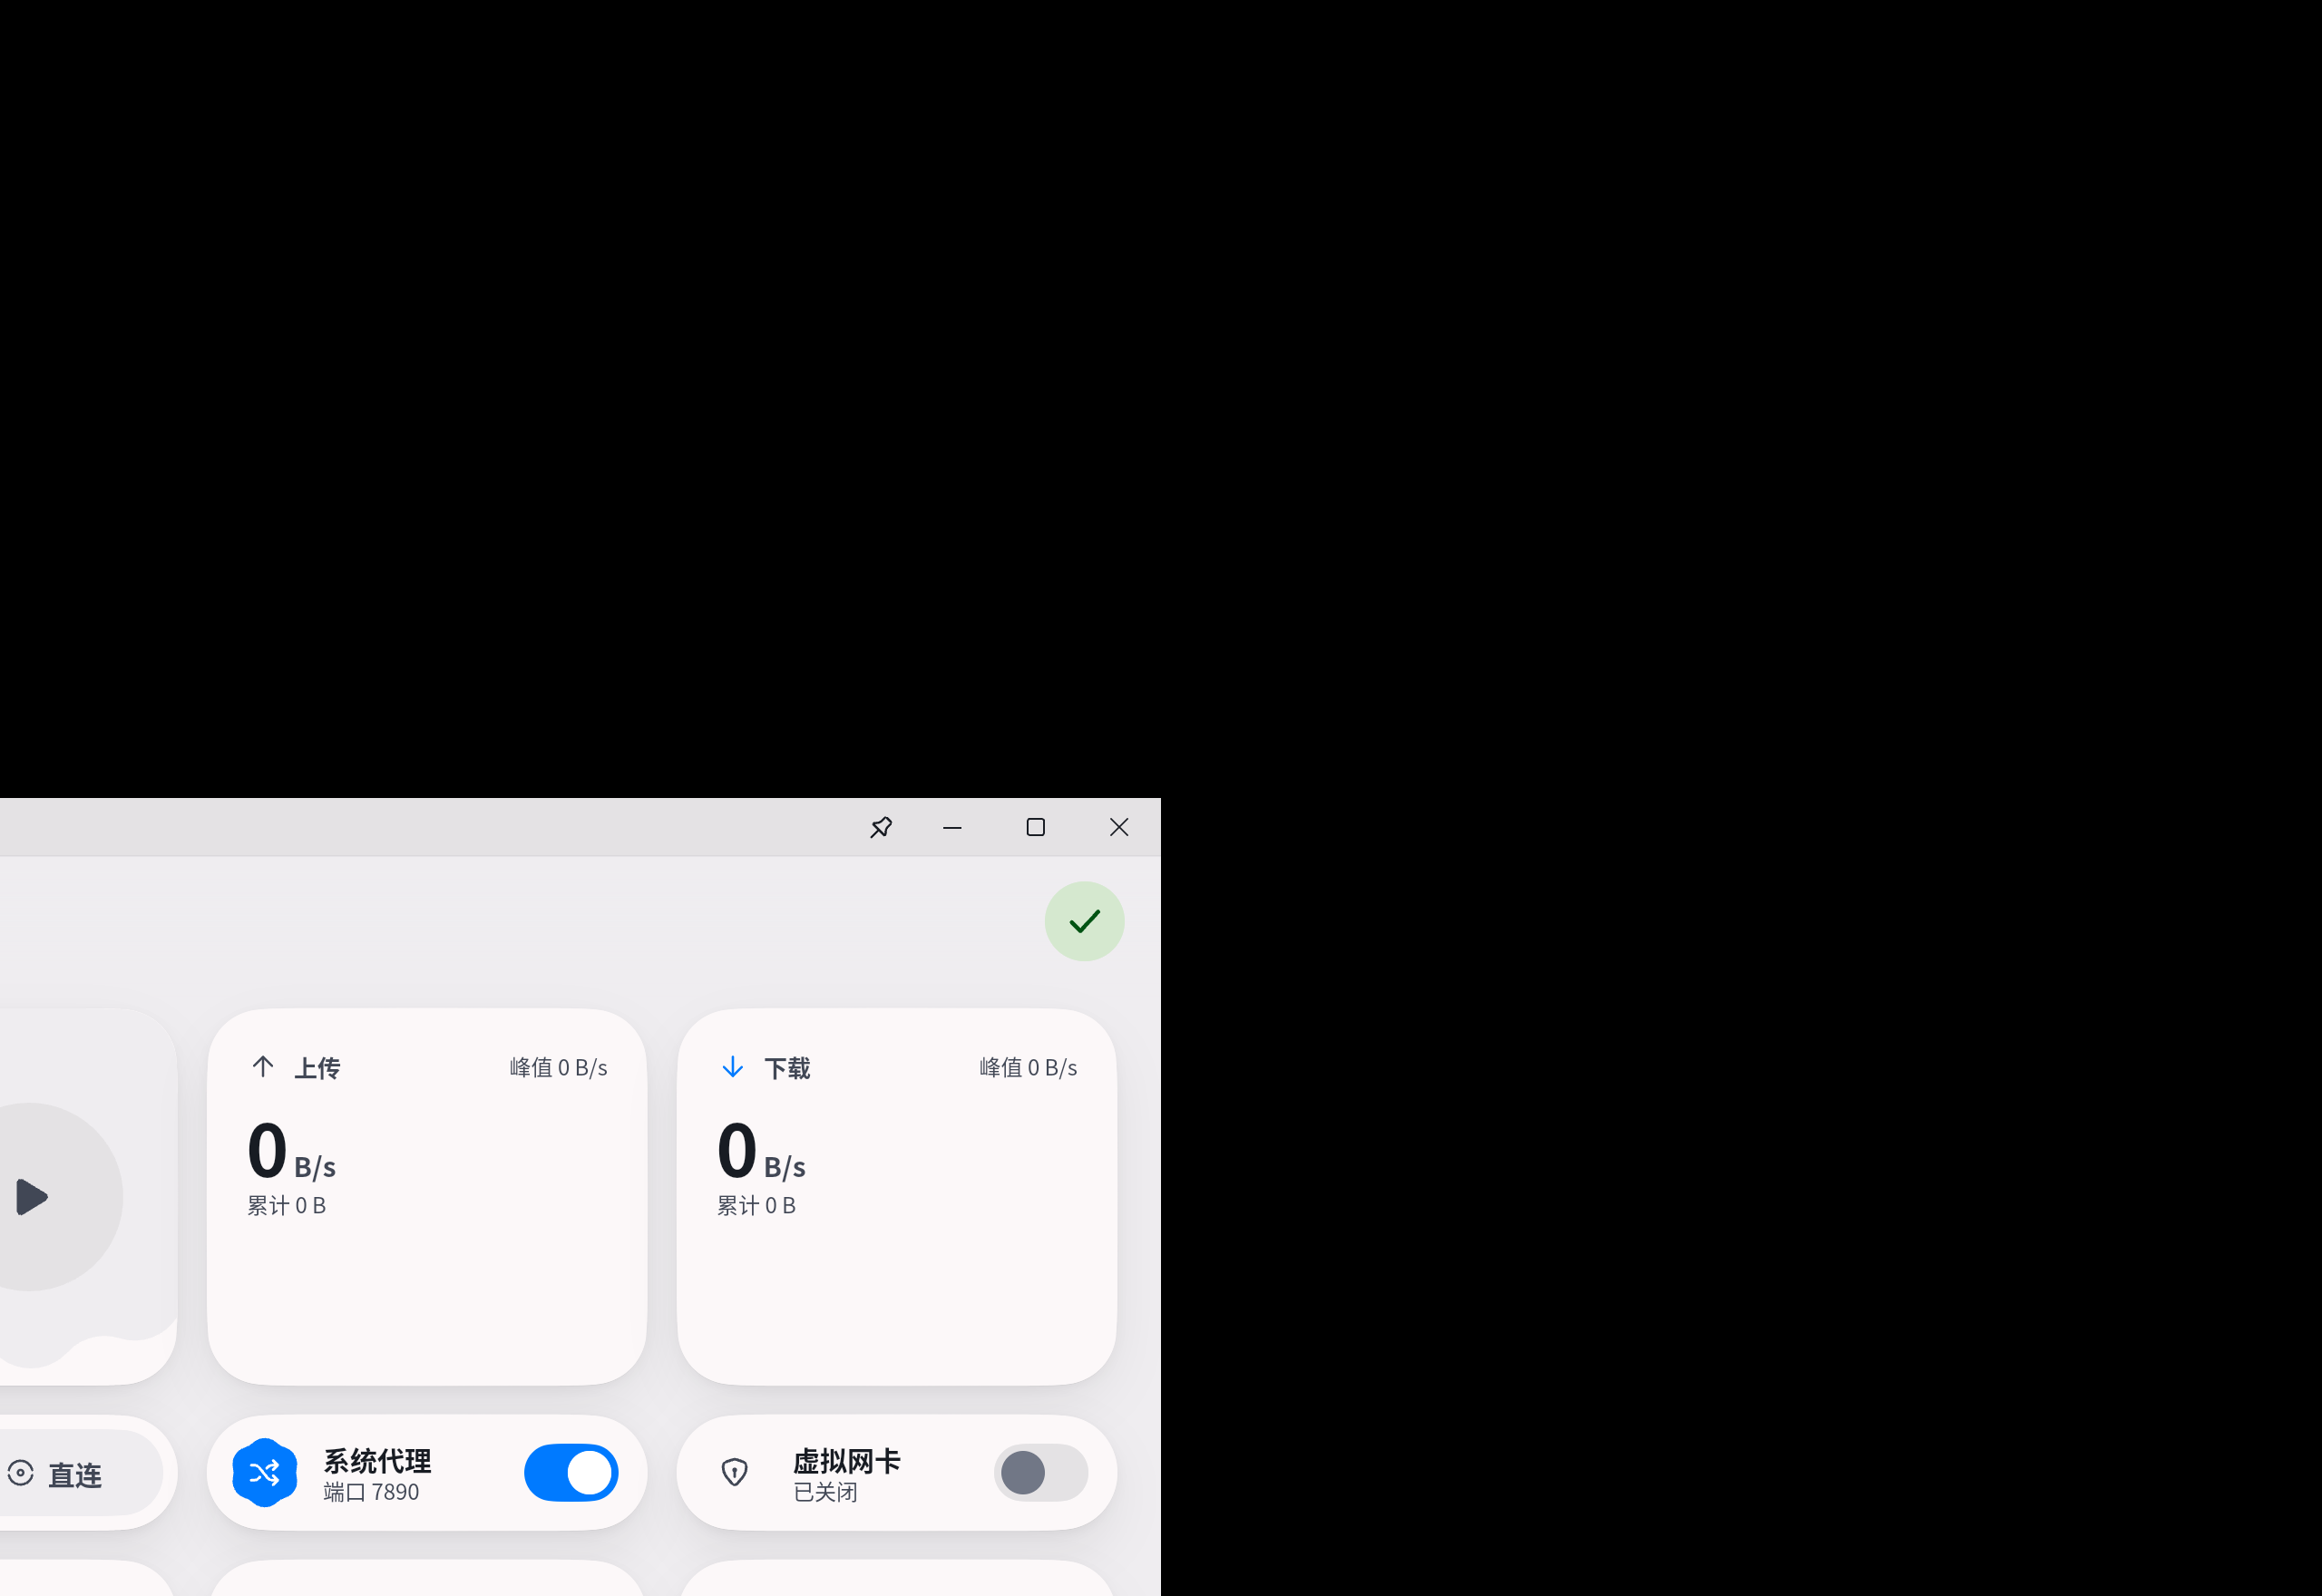 上传 峰值 0 B/s
0 B/s
累计 0 B
下载 峰值 0 B/s
0 B/s
累计 0 B
直连
系统代理
端口 7890
虚拟网卡
已关闭